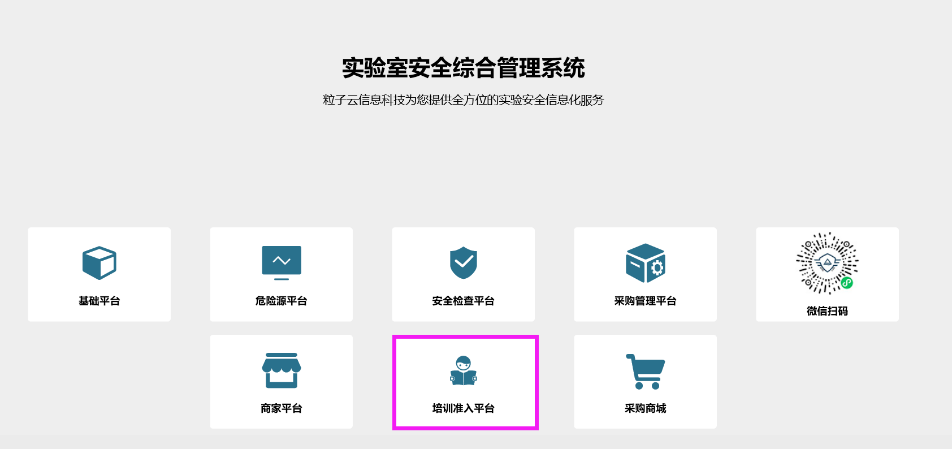 实验室安全综合管理系统
粒子云信息科技为您提供全方位的实验安全信息化服务
基础平台
危险源平台
安全检查平台
采购管理平台
微信扫码
商家平台
培训准入平台
采购商城